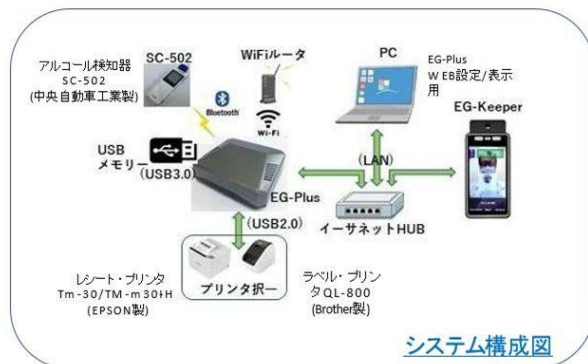 アルコール検知器
SC-502
(中央自動車工業製)
SC-502
WiFiルータ
PC
EG-Plus
WEB設定/表示
用
EG-Keeper
Bluetooth
Wi-Fi
USB
メモリー
(USB3.0)
EG-Plus
(LAN)
イーサネットHUB
(USB2.0)
プリンタ択一
レシート・プリンタ
Tm-30/TM-m30I+H
(EPSON製)
ラベル・プリン
タQL-800
(Brother製)
システム構成図